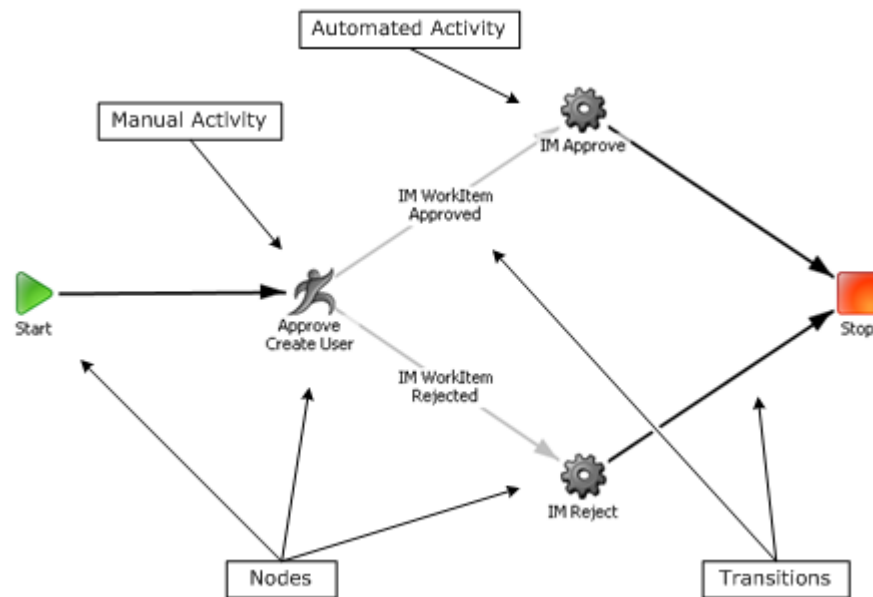 Automated Activity
Manual Activity
IM Approve
IM WorkItem
Approved
Start
Approve
Create User
Stop
IM WorkItem
Rejected
IM Reject
Nodes
Transitions